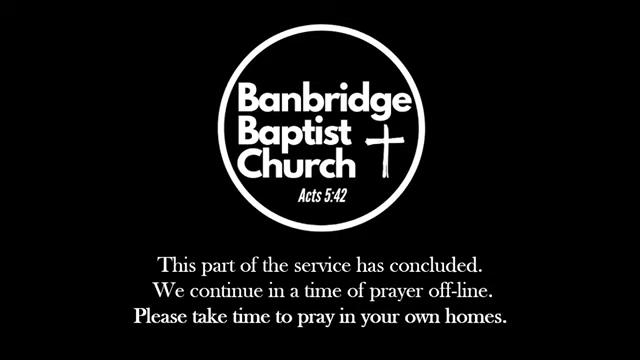 Banbridge
Baptist
Church
Acts 5:42
This part of the service has concluded.
We continue in a time of prayer off-line.
Please take time to pray in your own homes.